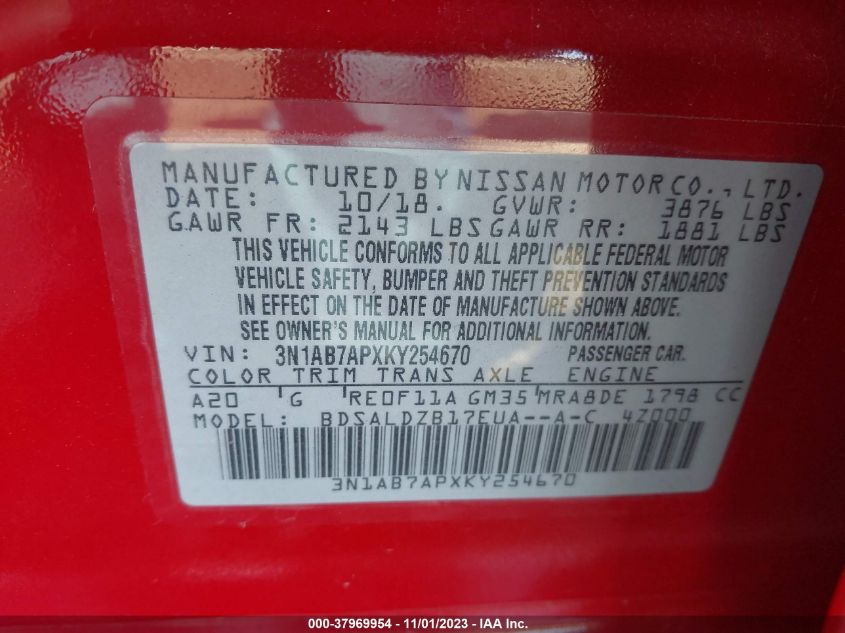 MANUFACTURED BY NISSAN MOTOR CO., LTD.
DATE: 10/18. GVWR: 3876 LBS
GAWR FR: 2143 LBS GAWR RR: 1881 LBS
THIS VEHICLE CONFORMS TO ALL APPLICABLE FEDERAL MOTOR
VEHICLE SAFETY, BUMPER AND THEFT PREVENTION STANDARDS
IN EFFECT ON THE DATE OF MANUFACTURE SHOWN ABOVE.
SEE OWNER'S MANUAL FOR ADDITIONAL INFORMATION.
VIN: 3N1AB7APXKY254670 PASSENGER CAR.
COLOR TRIM TRANS AXLE ENGINE
A20 G RE0F11A GM35 MRA8DE 1798 CC
MODEL: BDSALDZB17EUA--A-C 4Z000
3N1AB7APXKY254670
000-37969954 - 11/01/2023 - IAA Inc.